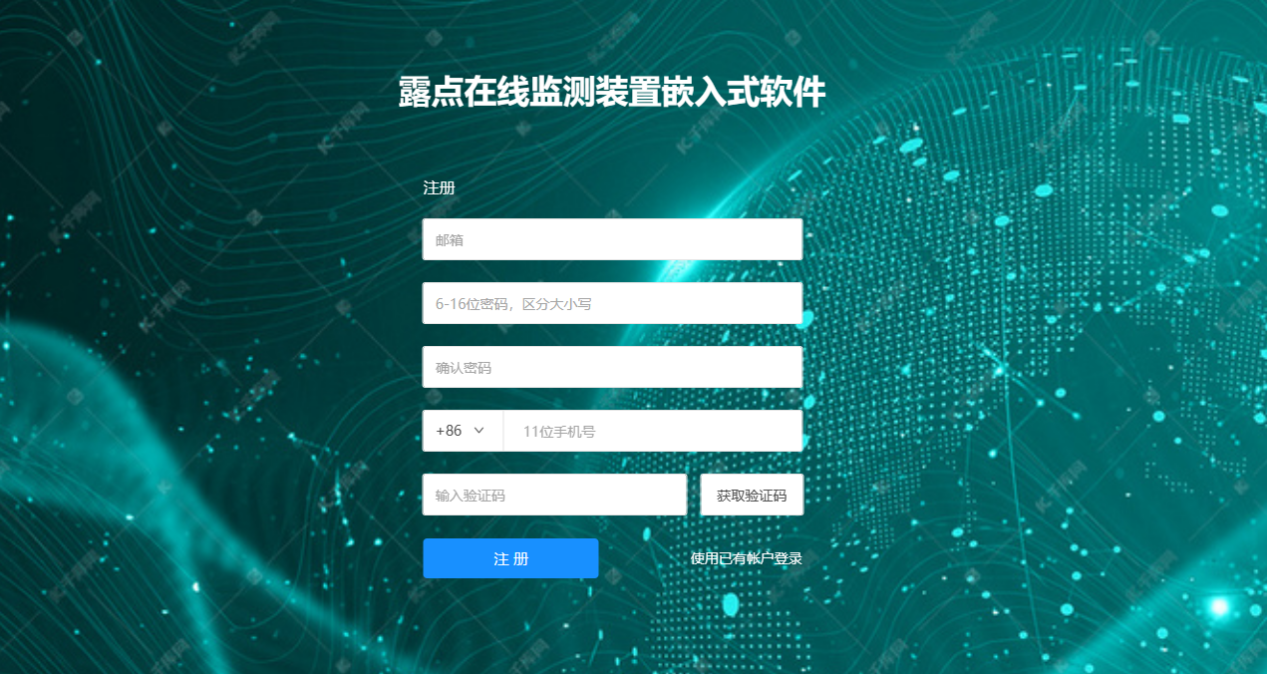 露点在线监测装置嵌入式软件
注册
邮箱
6-16位密码，区分大小写
确认密码
+86 11位手机号
输入验证码 获取验证码
注 册 使用已有帐户登录
千库网